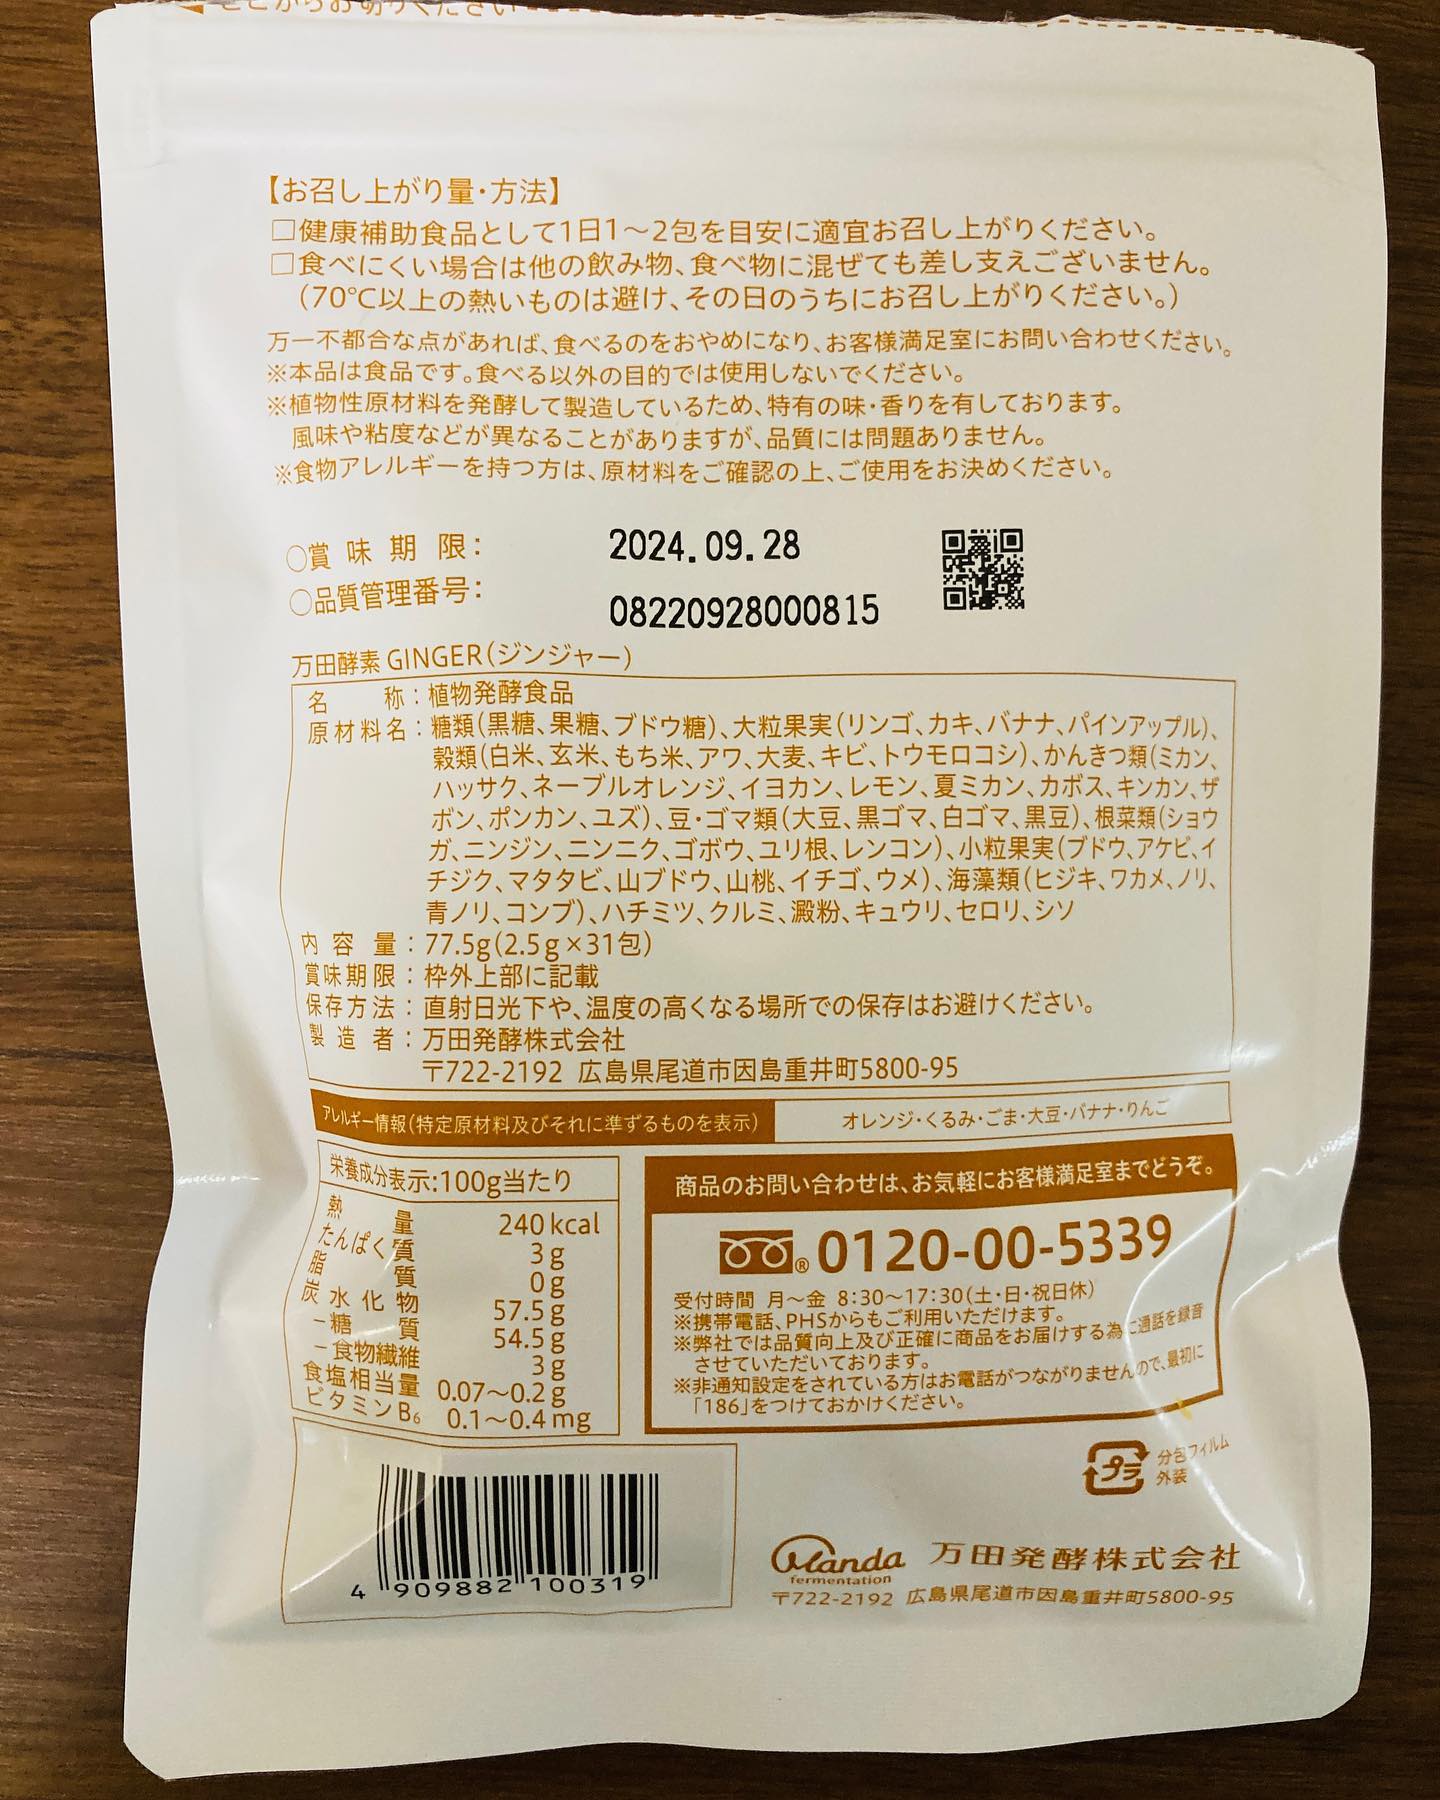 ここからお切りください
【お召し上がり量・方法】
□健康補助食品として1日1～2包を目安に適宜お召し上がりください。
□食べにくい場合は他の飲み物、食べ物に混ぜても差し支えございません。
（70℃以上の熱いものは避け、その日のうちにお召し上がりください。）
万一不都合な点があれば、食べるのをおやめになり、お客様満足室にお問い合わせください。
※本品は食品です。食べる以外の目的では使用しないでください。
※植物性原材料を発酵して製造しているため、特有の味・香りを有しております。
風味や粘度などが異なることがありますが、品質には問題ありません。
※食物アレルギーを持つ方は、原材料をご確認の上、ご使用をお決めください。
○賞味期限： 2024.09.28
○品質管理番号： 08220928000815
万田酵素 GINGER（ジンジャー）
名称：植物発酵食品
原材料名：糖類（黒糖、果糖、ブドウ糖）、大粒果実（リンゴ、カキ、バナナ、パインアップル）、
穀類（白米、玄米、もち米、アワ、大麦、キビ、トウモロコシ）、かんきつ類（ミカン、
ハッサク、ネーブルオレンジ、イヨカン、レモン、夏ミカン、カボス、キンカン、ザ
ボン、ポンカン、ユズ）、豆・ゴマ類（大豆、黒ゴマ、白ゴマ、黒豆）、根菜類（ショウ
ガ、ニンジン、ニンニク、ゴボウ、ユリ根、レンコン）、小粒果実（ブドウ、アケビ、イ
チジク、マタタビ、山ブドウ、山桃、イチゴ、ウメ）、海藻類（ヒジキ、ワカメ、ノリ、
青ノリ、コンブ）、ハチミツ、クルミ、澱粉、キュウリ、セロリ、シソ
内容量：77.5g（2.5g×31包）
賞味期限：枠外上部に記載
保存方法：直射日光下や、温度の高くなる場所での保存はお避けください。
製造者：万田発酵株式会社
〒722-2192 広島県尾道市因島重井町5800-95
アレルギー情報（特定原材料及びそれに準ずるものを表示） オレンジ・くるみ・ごま・大豆・バナナ・りんご
栄養成分表示：100g当たり
熱量 240kcal
たんぱく質 3g
脂質 0g
炭水化物 57.5g
－糖質 54.5g
－食物繊維 3g
食塩相当量 0.07～0.2g
ビタミンB₆ 0.1～0.4mg
商品のお問い合わせは、お気軽にお客様満足室までどうぞ。
® 0120-00-5339
受付時間 月～金 8:30～17:30（土・日・祝日休）
※携帯電話、PHSからもご利用いただけます。
※弊社では品質向上及び正確に商品をお届けする為に通話を録音
させていただいております。
※非通知設定をされている方はお電話がつながりませんので、最初に
「186」をつけておかけください。
プラ 分包フィルム
外装
4 909882 100319
Manda 万田発酵株式会社
fermentation
〒722-2192 広島県尾道市因島重井町5800-95